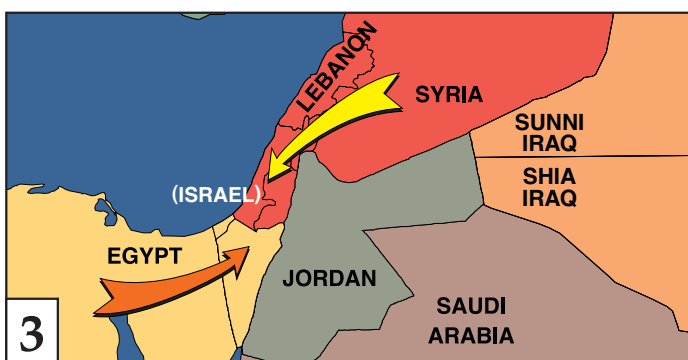 LEBANON
SYRIA
SUNNI
IRAQ
SHIA
IRAQ
(ISRAEL)
EGYPT
JORDAN
SAUDI
ARABIA
3